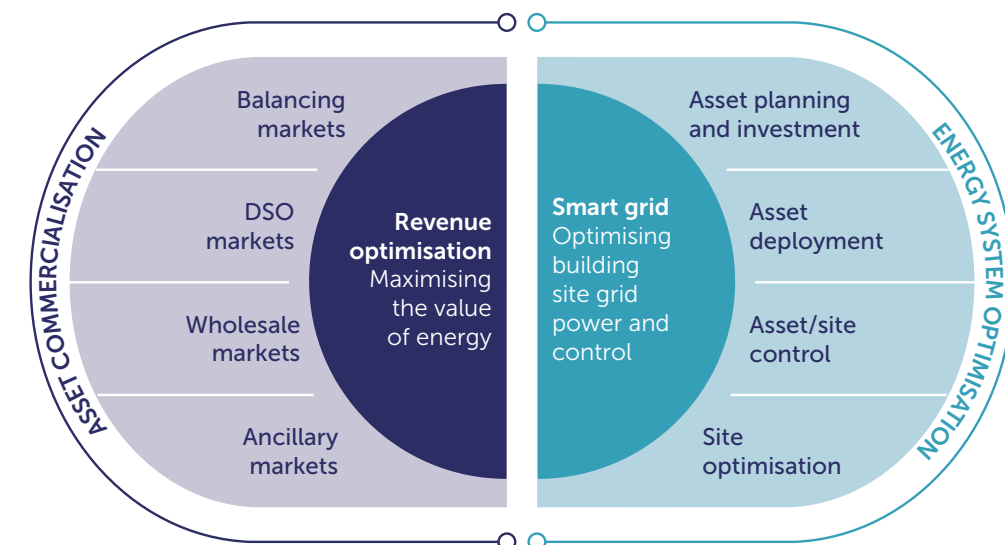 ASSET COMMERCIALISATION
Balancing
markets
DSO
markets
Wholesale
markets
Ancillary
markets
Revenue
optimisation
Maximising
the value
of energy
Smart grid
Optimising
building
site grid
power and
control
Asset planning
and investment
Asset
deployment
Asset/site
control
Site
optimisation
ENERGY SYSTEM OPTIMISATION